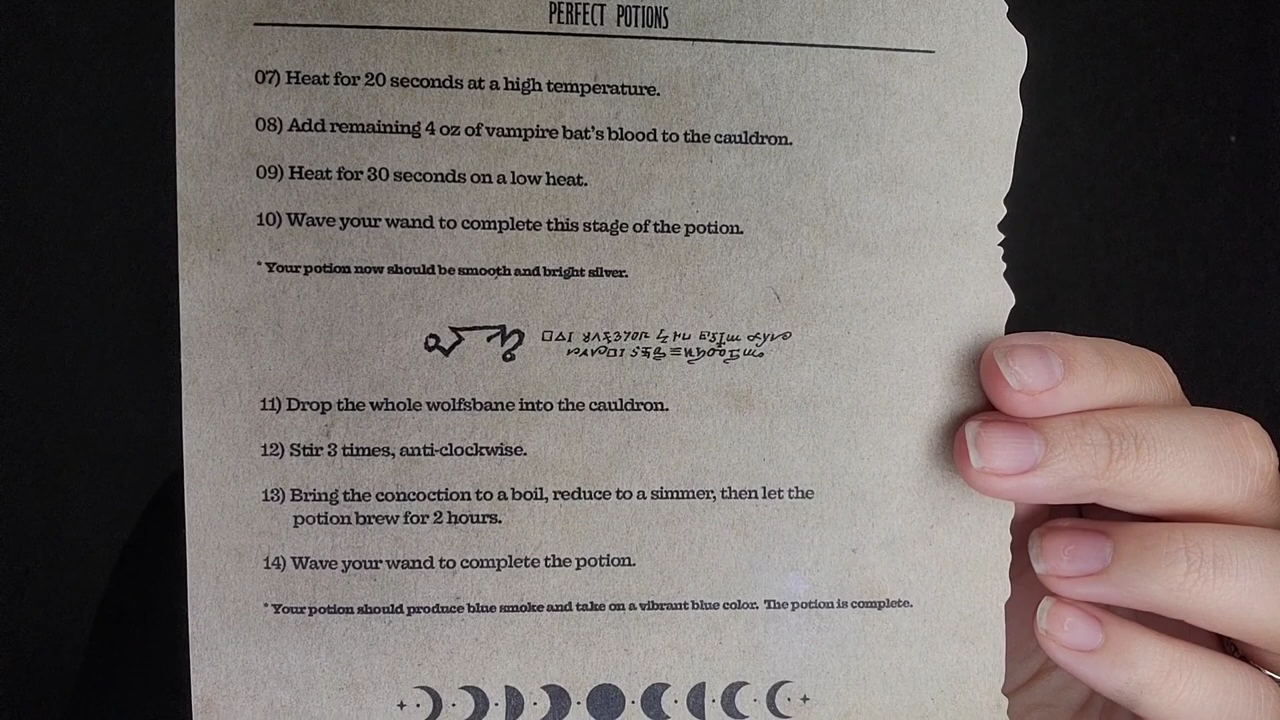 PERFECT POTIONS
07) Heat for 20 seconds at a high temperature.
08) Add remaining 4 oz of vampire bat's blood to the cauldron.
09) Heat for 30 seconds on a low heat.
10) Wave your wand to complete this stage of the potion.
*Your potion now should be smooth and bright silver.
11) Drop the whole wolfsbane into the cauldron.
12) Stir 3 times, anti-clockwise.
13) Bring the concoction to a boil, reduce to a simmer, then let the
potion brew for 2 hours.
14) Wave your wand to complete the potion.
*Your potion should produce blue smoke and take on a vibrant blue color. The potion is complete.